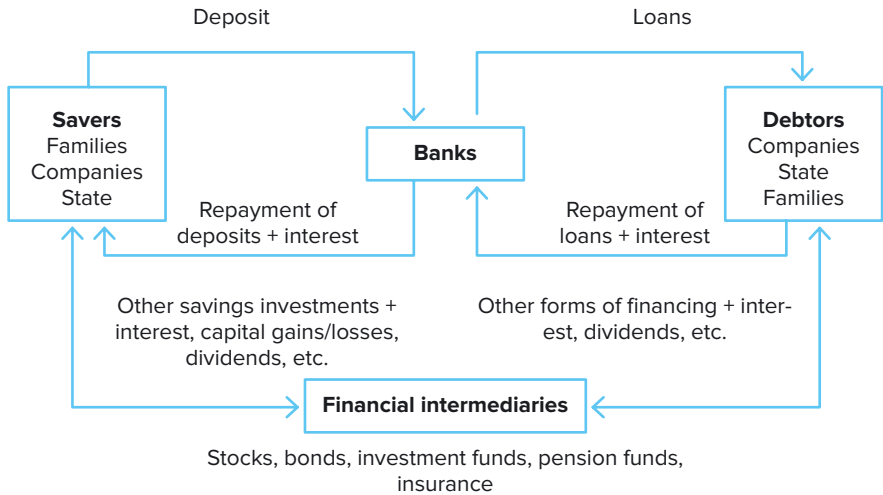 Deposit
Loans
Savers
Families
Companies
State
Banks
Debtors
Companies
State
Families
Repayment of
deposits + interest
Repayment of
loans + interest
Other savings investments +
interest, capital gains/losses,
dividends, etc.
Other forms of financing + inter-
est, dividends, etc.
Financial intermediaries
Stocks, bonds, investment funds, pension funds,
insurance